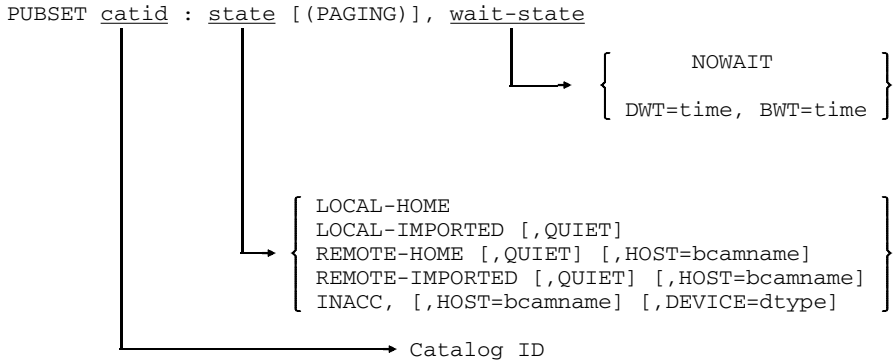 PUBSET catid : state [(PAGING)], wait-state
NOWAIT
DWT=time, BWT=time
LOCAL-HOME
LOCAL-IMPORTED [,QUIET]
REMOTE-HOME [,QUIET] [,HOST=bcamname]
REMOTE-IMPORTED [,QUIET] [,HOST=bcamname]
INACC, [,HOST=bcamname] [,DEVICE=dtype]
Catalog ID